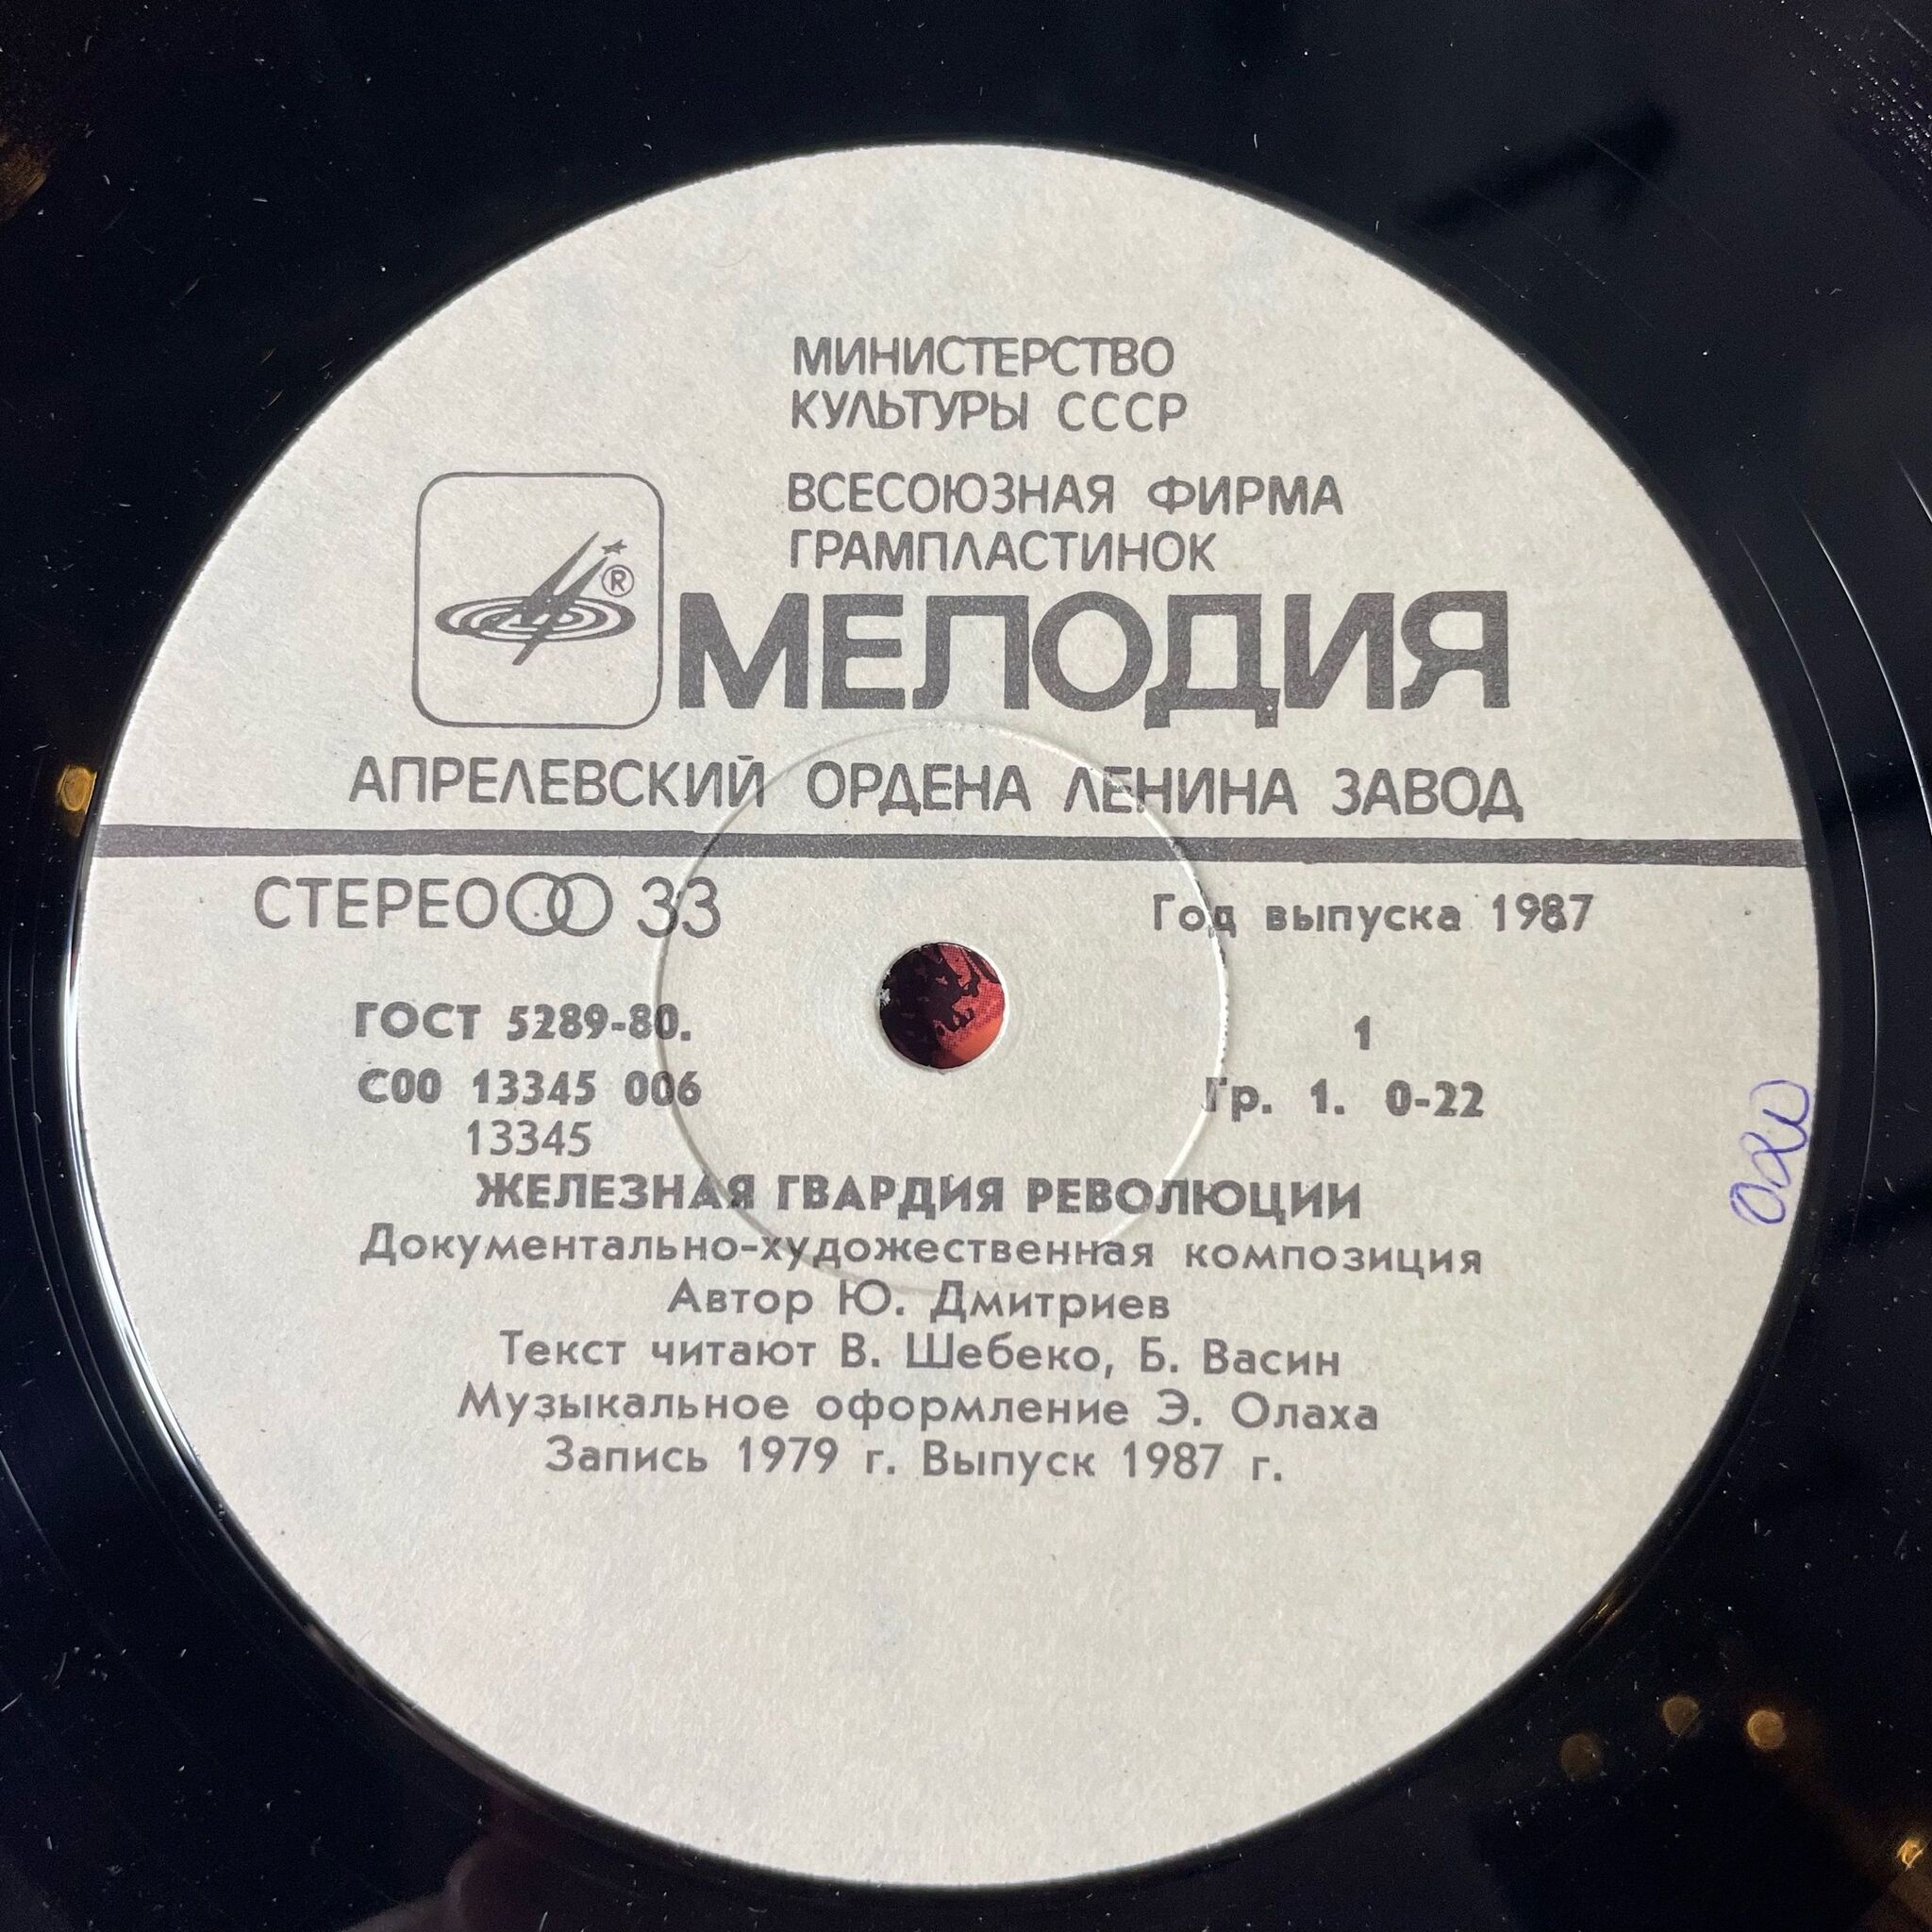 МИНИСТЕРСТВО
КУЛЬТУРЫ СССР
ВСЕСОЮЗНАЯ ФИРМА
ГРАМПЛАСТИНОК
® МЕЛОДИЯ
АПРЕЛЕВСКИЙ ОРДЕНА ЛЕНИНА ЗАВОД
СТЕРЕО 33 Год выпуска 1987
ГОСТ 5289-80. 1
С00 13345 006 Гр. 1. 0-22
13345
ЖЕЛЕЗНАЯ ГВАРДИЯ РЕВОЛЮЦИИ
Документально-художественная композиция
Автор Ю. Дмитриев
Текст читают В. Шебеко, Б. Васин
Музыкальное оформление Э. Олаха
Запись 1979 г. Выпуск 1987 г.